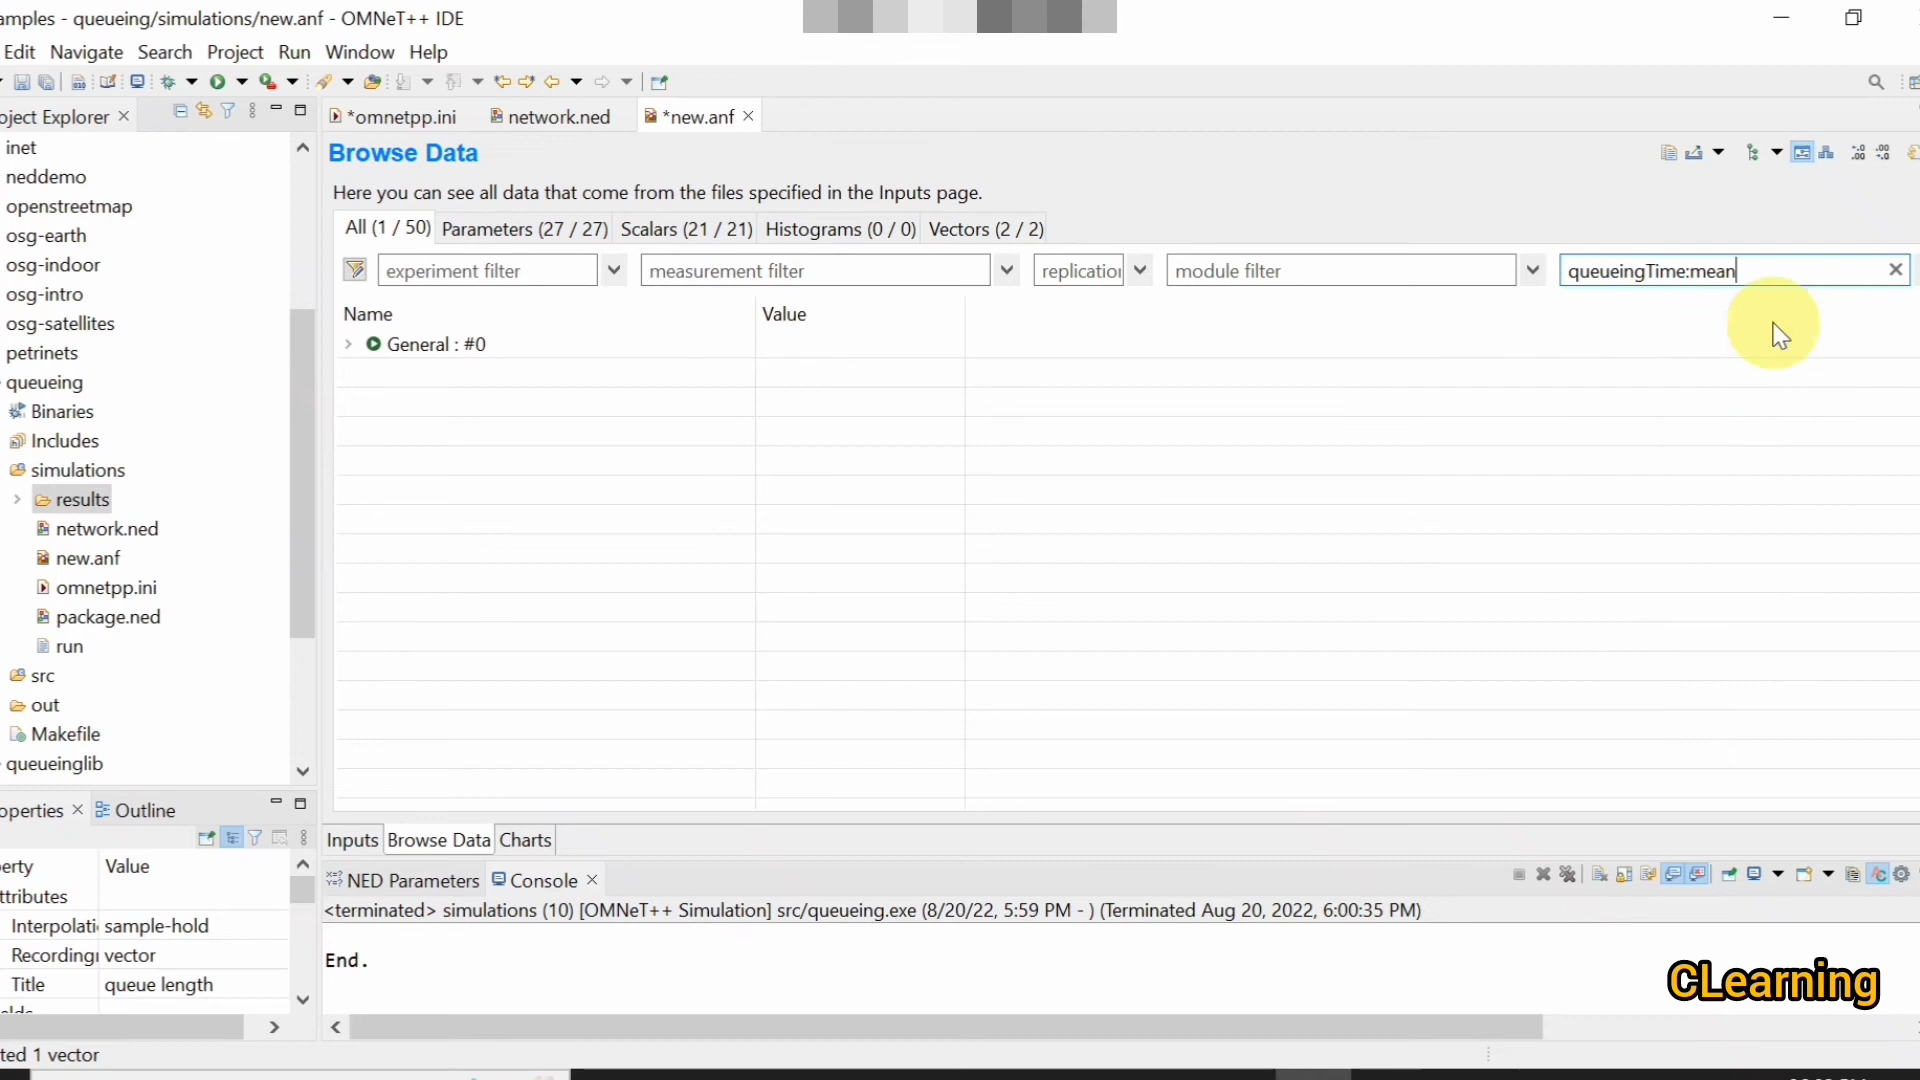 amples - queueing/simulations/new.anf - OMNeT++ IDE
Edit Navigate Search Project Run Window Help
oject Explorer
*omnetpp.ini network.ned *new.anf
inet
neddemo
openstreetmap
osg-earth
osg-indoor
osg-intro
osg-satellites
petrinets
queueing
Binaries
Includes
simulations
results
network.ned
new.anf
omnetpp.ini
package.ned
run
src
out
Makefile
queueinglib
Browse Data
Here you can see all data that come from the files specified in the Inputs page.
All (1 / 50) Parameters (27 / 27) Scalars (21 / 21) Histograms (0 / 0) Vectors (2 / 2)
experiment filter measurement filter replication module filter queueingTime:mean
Name Value
General : #0
Inputs Browse Data Charts
operties Outline
erty Value
ttributes
Interpolati sample-hold
Recording vector
Title queue length
NED Parameters Console
<terminated> simulations (10) [OMNeT++ Simulation] src/queueing.exe (8/20/22, 5:59 PM - ) (Terminated Aug 20, 2022, 6:00:35 PM)
End.
CLearning
ted 1 vector